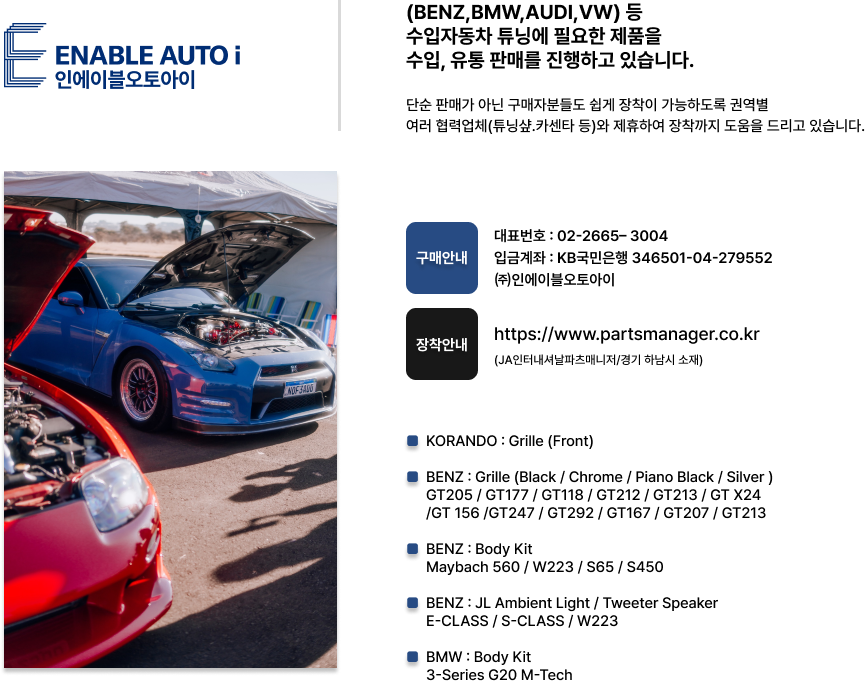 ENABLE AUTO i
인에이블오토아이
(BENZ,BMW,AUDI,VW) 등
수입자동차 튜닝에 필요한 제품을
수입, 유통 판매를 진행하고 있습니다.
단순 판매가 아닌 구매자분들도 쉽게 장착이 가능하도록 권역별
여러 협력업체(튜닝샾.카센타 등)와 제휴하여 장착까지 도움을 드리고 있습니다.
구매안내
대표번호 : 02-2665– 3004
입금계좌 : KB국민은행 346501-04-279552
㈜인에이블오토아이
장착안내
https://www.partsmanager.co.kr
(JA인터내셔날파츠매니저/경기 하남시 소재)
KORANDO : Grille (Front)
BENZ : Grille (Black / Chrome / Piano Black / Silver )
GT205 / GT177 / GT118 / GT212 / GT213 / GT X24
/GT 156 /GT247 / GT292 / GT167 / GT207 / GT213
BENZ : Body Kit
Maybach 560 / W223 / S65 / S450
BENZ : JL Ambient Light / Tweeter Speaker
E-CLASS / S-CLASS / W223
BMW : Body Kit
3-Series G20 M-Tech